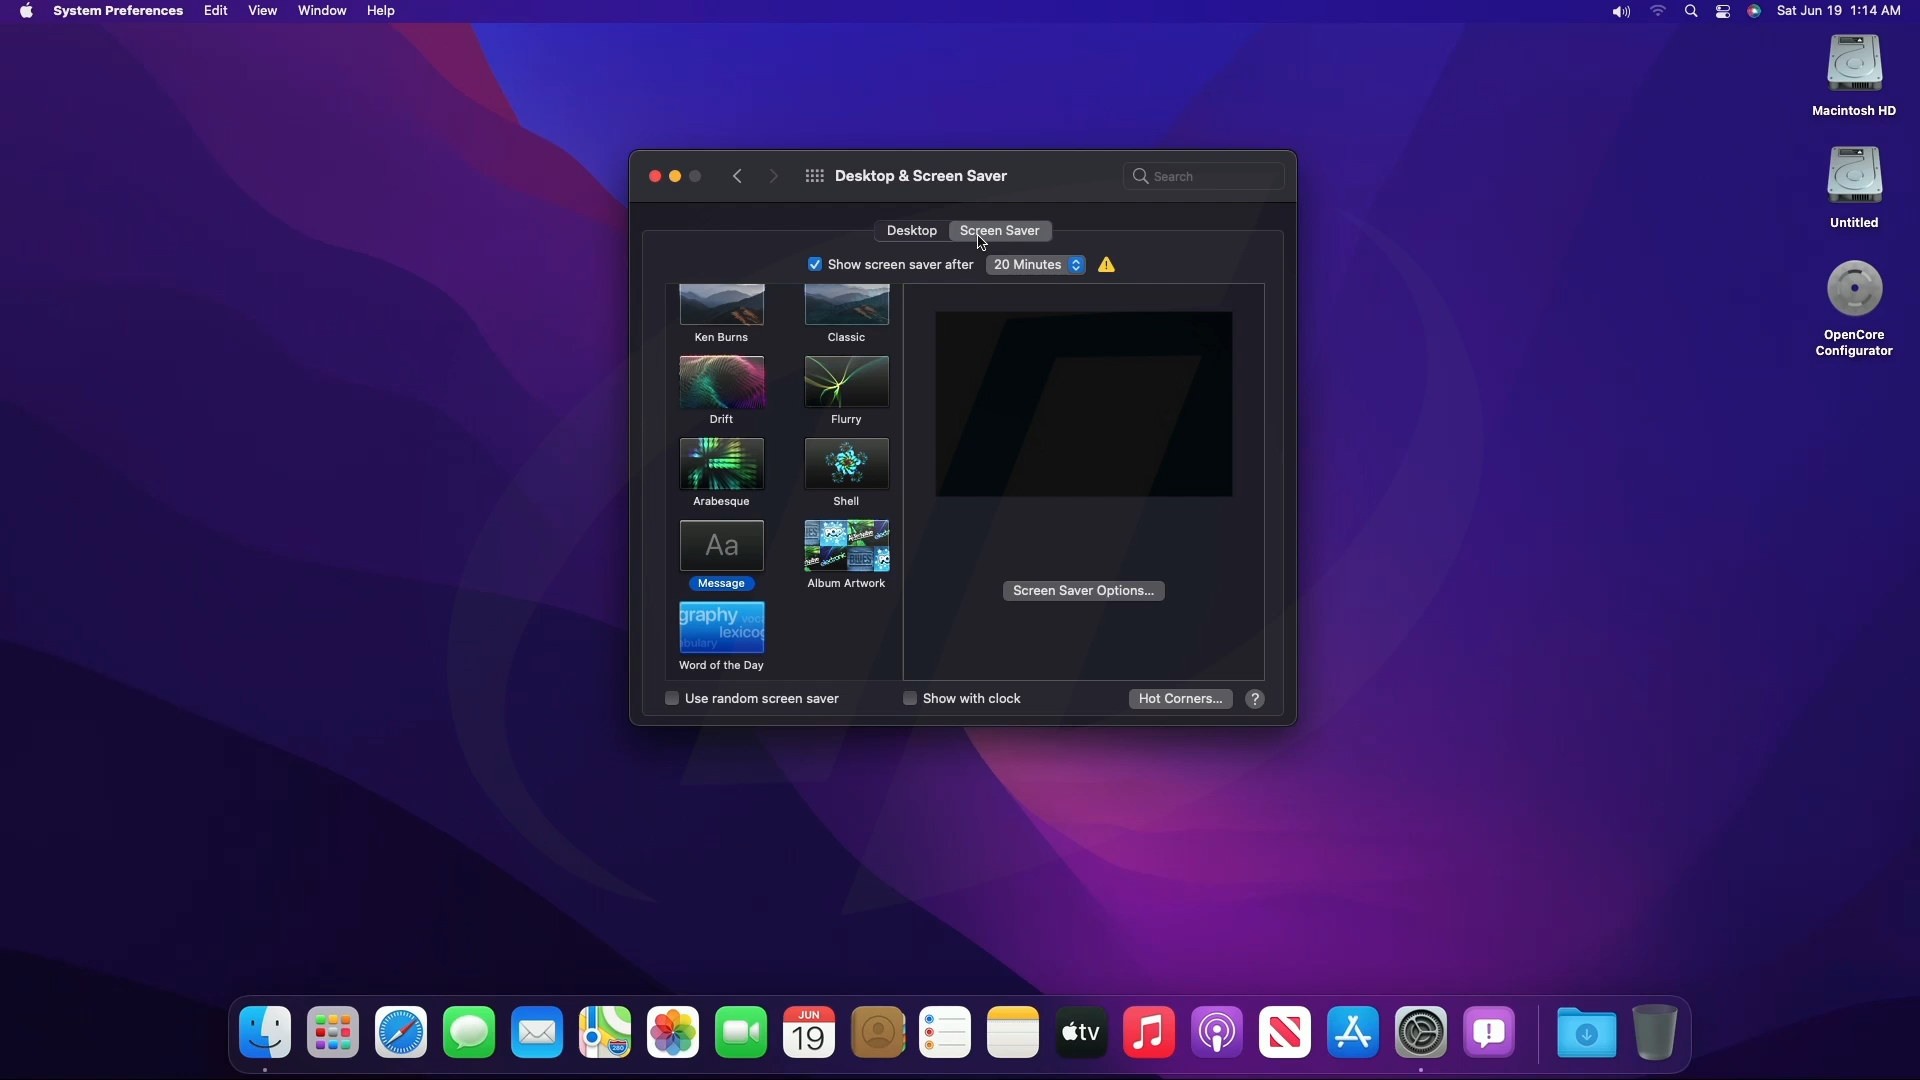 System Preferences Edit View Window Help Sat Jun 19 1:14 AM
Macintosh HD
Untitled
OpenCore
Configurator
Desktop & Screen Saver
Search
Desktop Screen Saver
Show screen saver after 20 Minutes
Ken Burns Classic
Drift Flurry
Arabesque Shell
Aa
Message Album Artwork
graphy
lexico
Word of the Day
Screen Saver Options...
Use random screen saver Show with clock Hot Corners... ?
JUN
19
280
tv